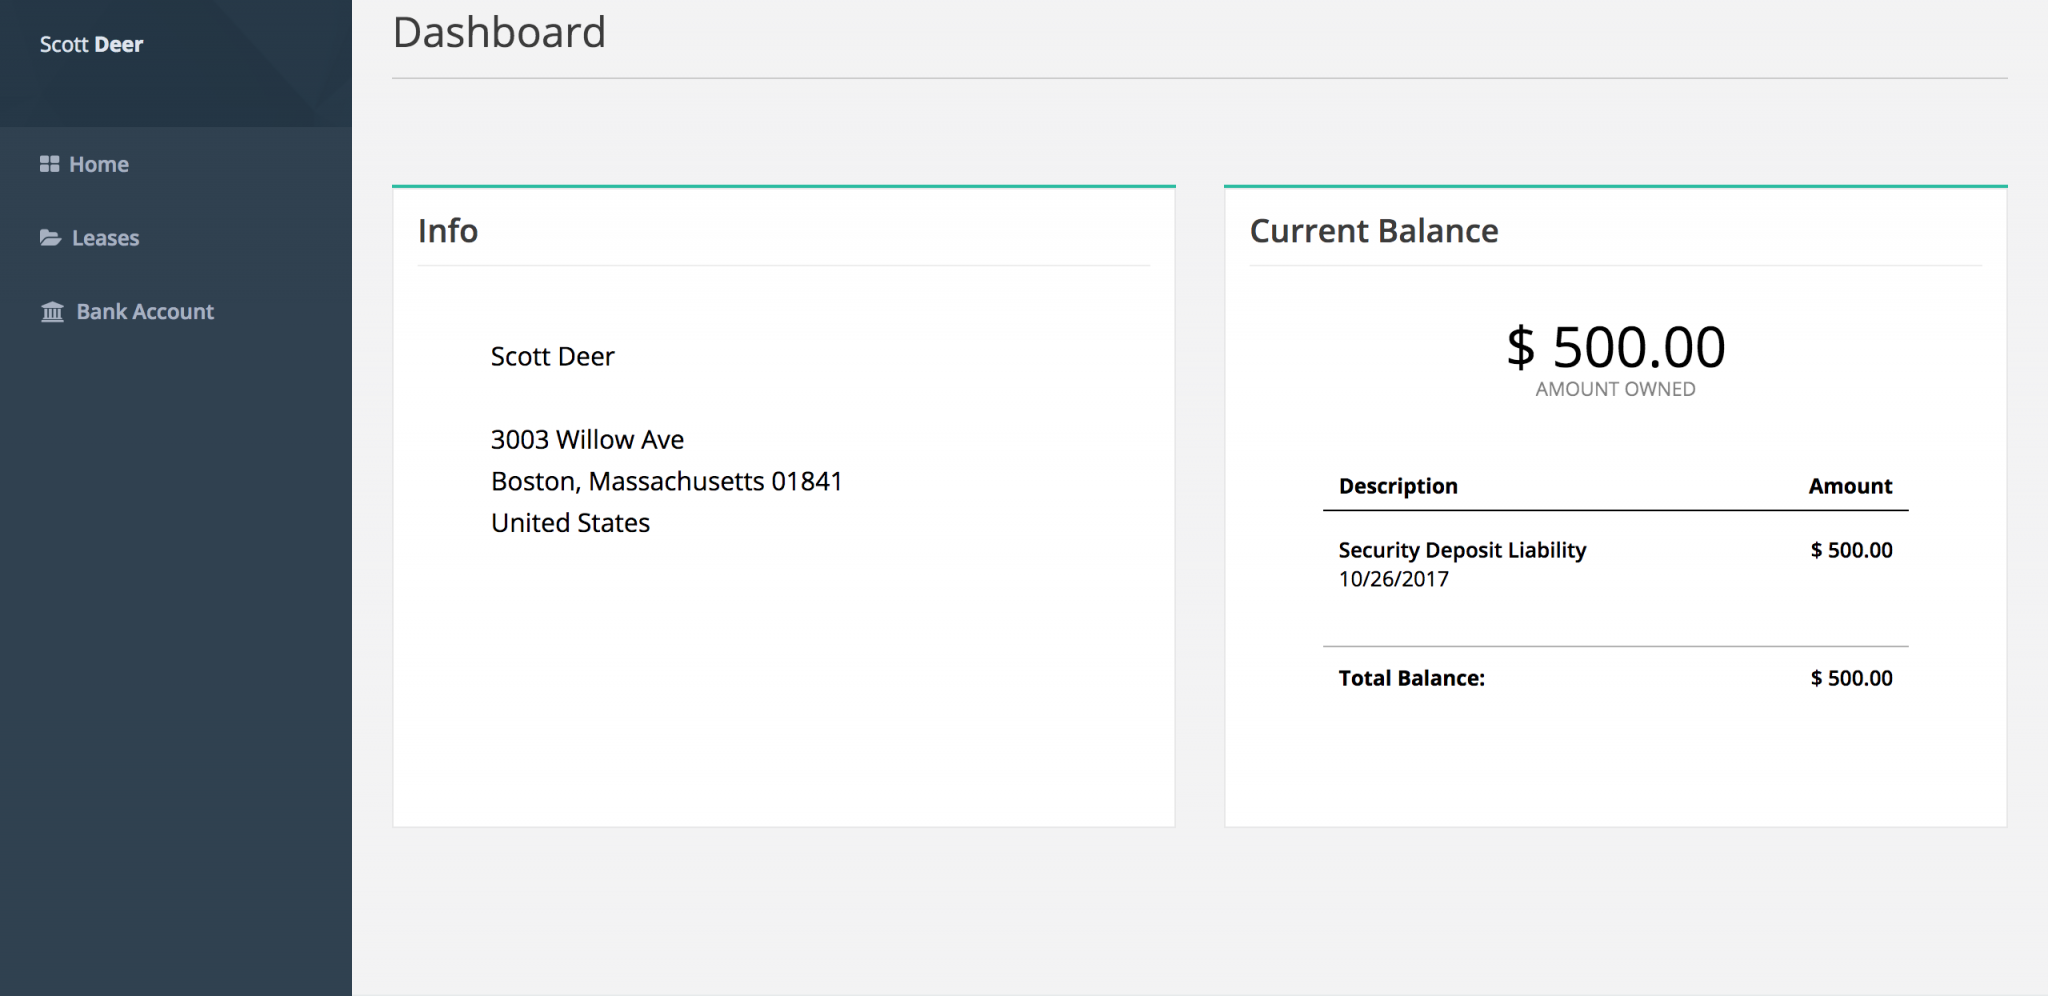 Scott Deer
Home
Leases
Bank Account
Dashboard
Info
Scott Deer
3003 Willow Ave
Boston, Massachusetts 01841
United States
Current Balance
$ 500.00
AMOUNT OWNED
Description Amount
Security Deposit Liability $ 500.00
10/26/2017
Total Balance: $ 500.00